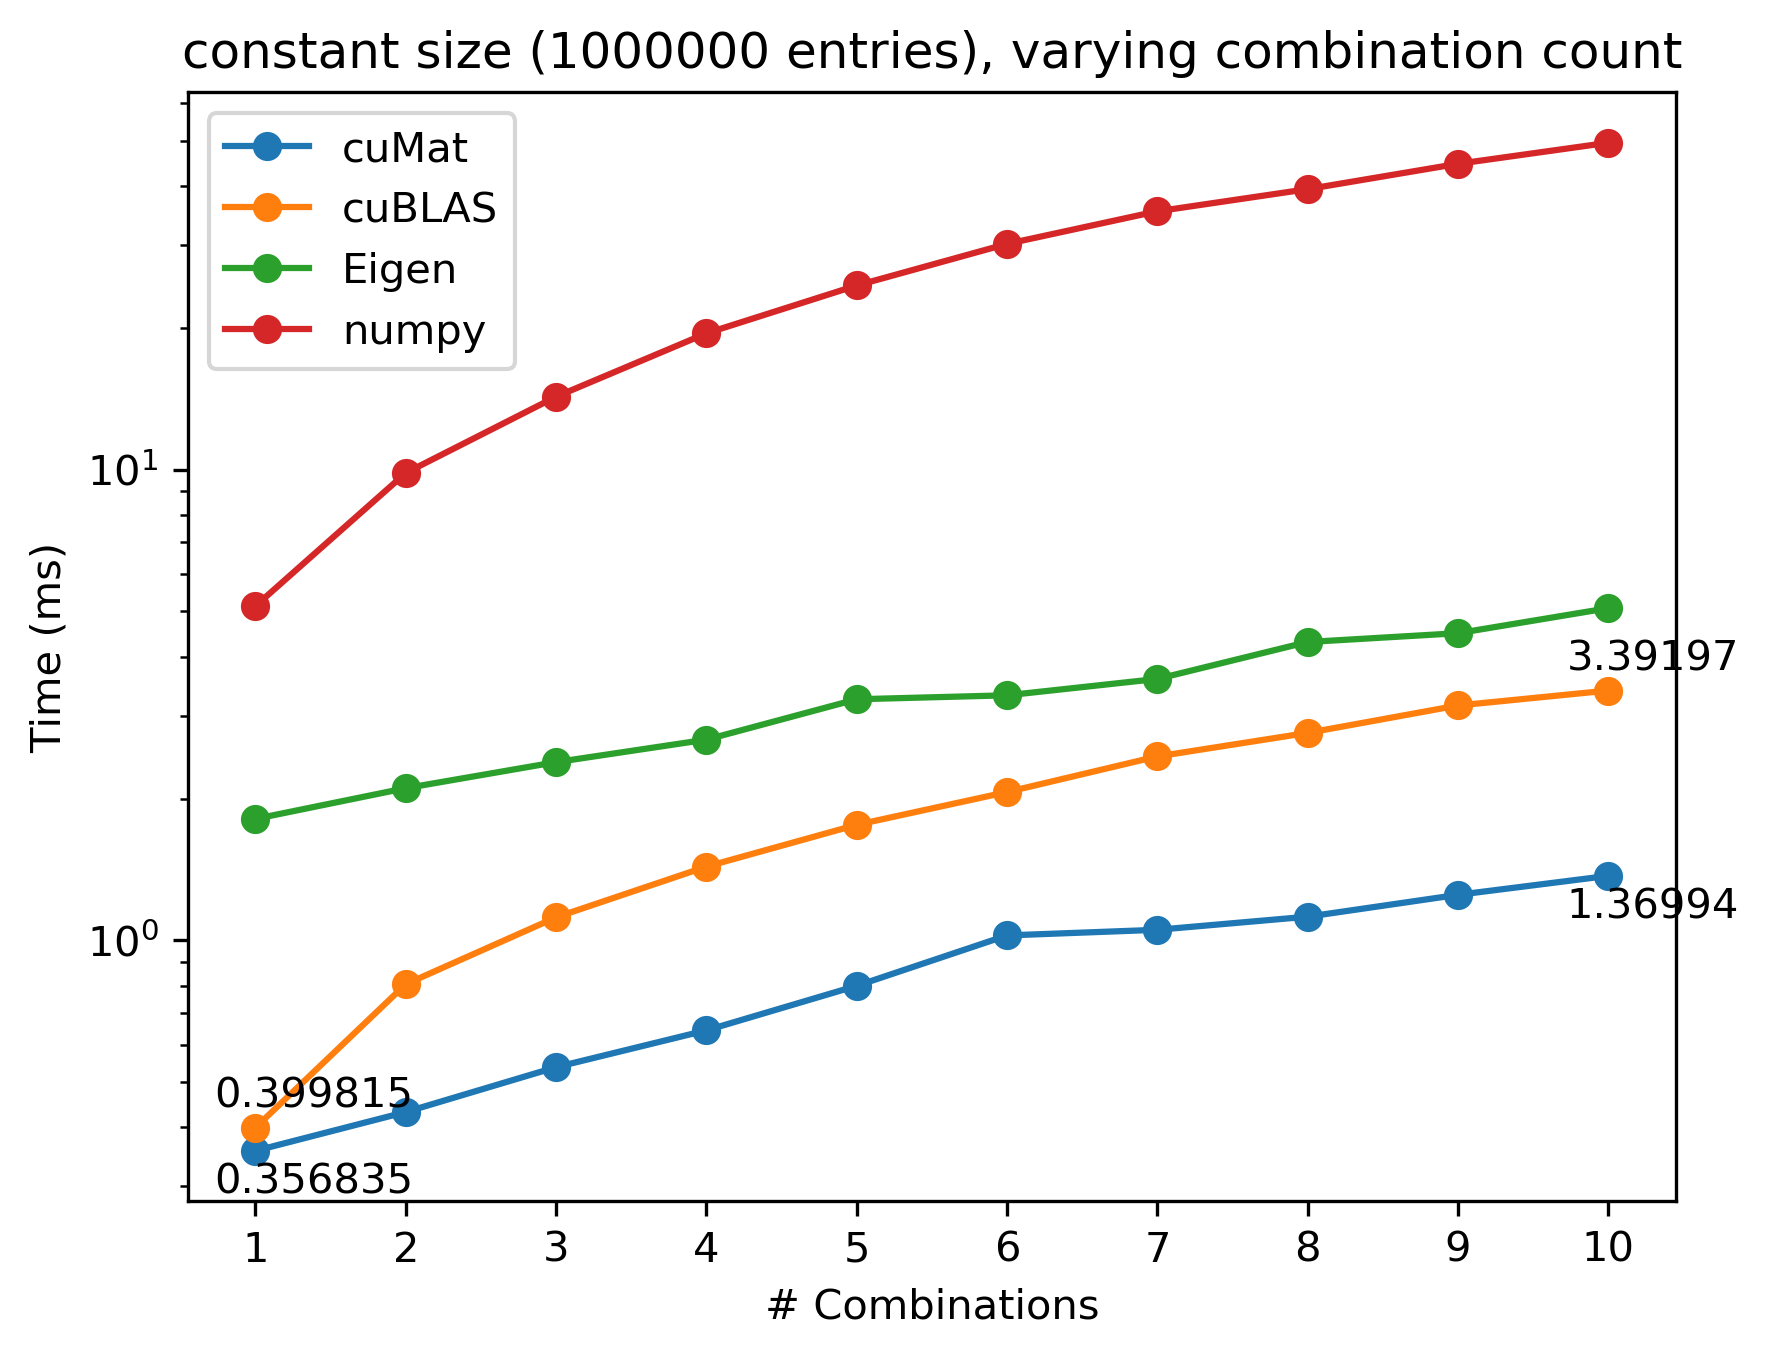 constant size (1000000 entries), varying combination count
cuMat
cuBLAS
Eigen
numpy
10¹
10⁰
Time (ms)
3.39197
1.36994
0.399815
0.356835
1 2 3 4 5 6 7 8 9 10
# Combinations